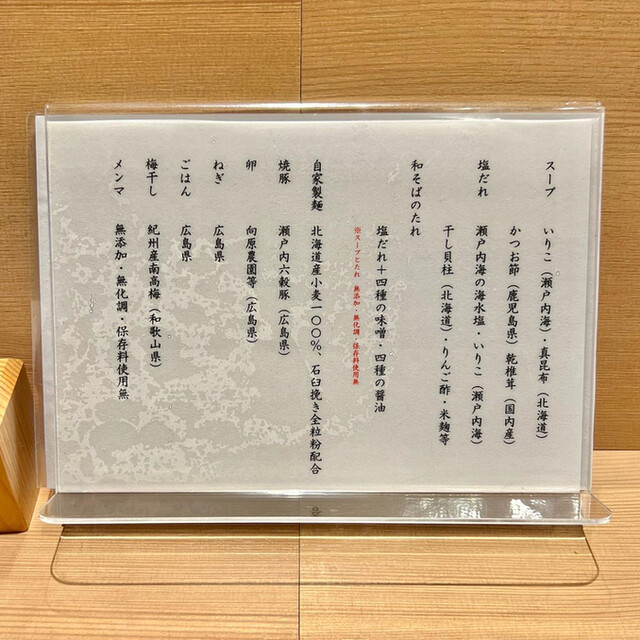 スープ　いりこ（瀬戸内海）・真昆布（北海道）
かつお節（鹿児島県）乾椎茸（国内産）
塩だれ　瀬戸内海の海水塩・いりこ（瀬戸内海）
干し貝柱（北海道）・りんご酢・米麹等
和そばのたれ
塩だれ＋四種の味噌・四種の醤油
※スープとたれ　無添加・無化調・保存料使用無
自家製麺　北海道産小麦一〇〇％、石臼挽き全粒粉配合
焼豚　瀬戸内六穀豚（広島県）
卵　向原農園等（広島県）
ねぎ　広島県
ごはん　広島県
梅干し　紀州産南高梅（和歌山県）
メンマ　無添加・無化調・保存料使用無